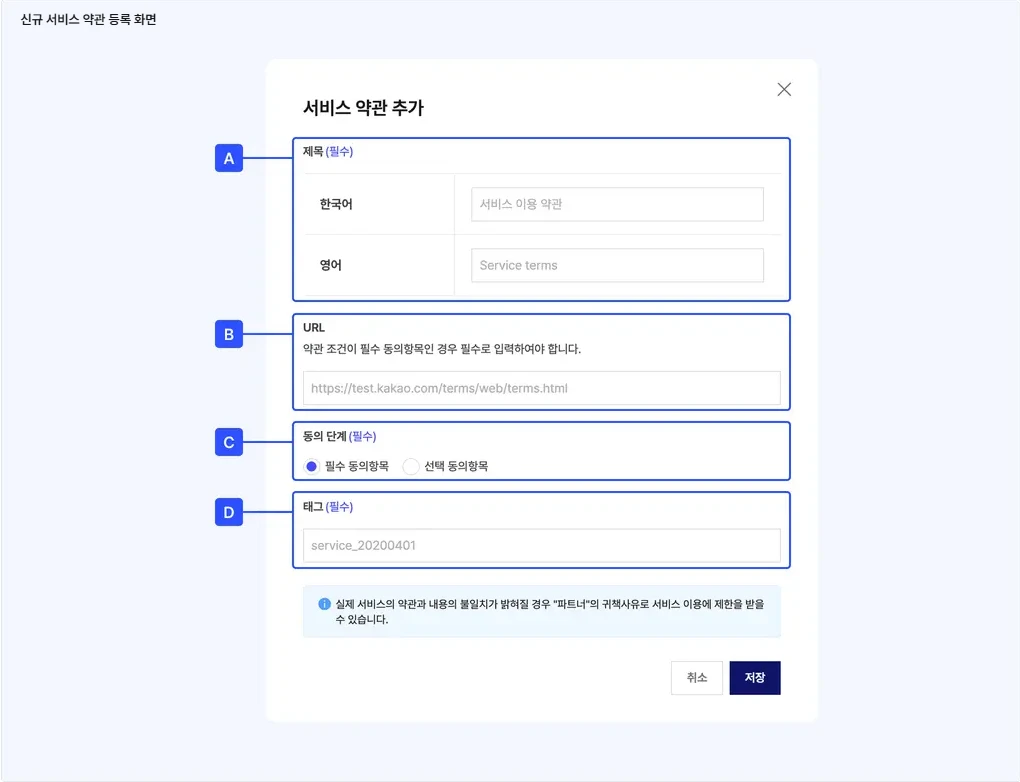 신규 서비스 약관 등록 화면
서비스 약관 추가
A
제목 (필수)
한국어
서비스 이용 약관
영어
Service terms
B
URL
약관 조건이 필수 동의항목인 경우 필수로 입력하여야 합니다.
https://test.kakao.com/terms/web/terms.html
C
동의 단계 (필수)
필수 동의항목 선택 동의항목
D
태그 (필수)
service_20200401
실제 서비스의 약관과 내용의 불일치가 밝혀질 경우 "파트너"의 귀책사유로 서비스 이용에 제한을 받을
수 있습니다.
취소 저장